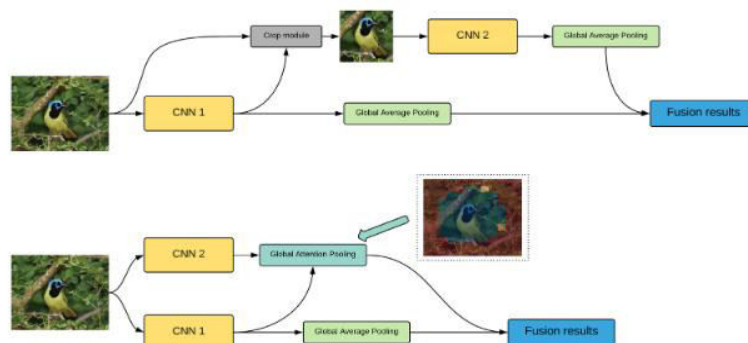 Crop module
CNN 2
Global Average Pooling
CNN 1
Global Average Pooling
Fusion results
CNN 2
Global Attention Pooling
CNN 1
Global Average Pooling
Fusion results